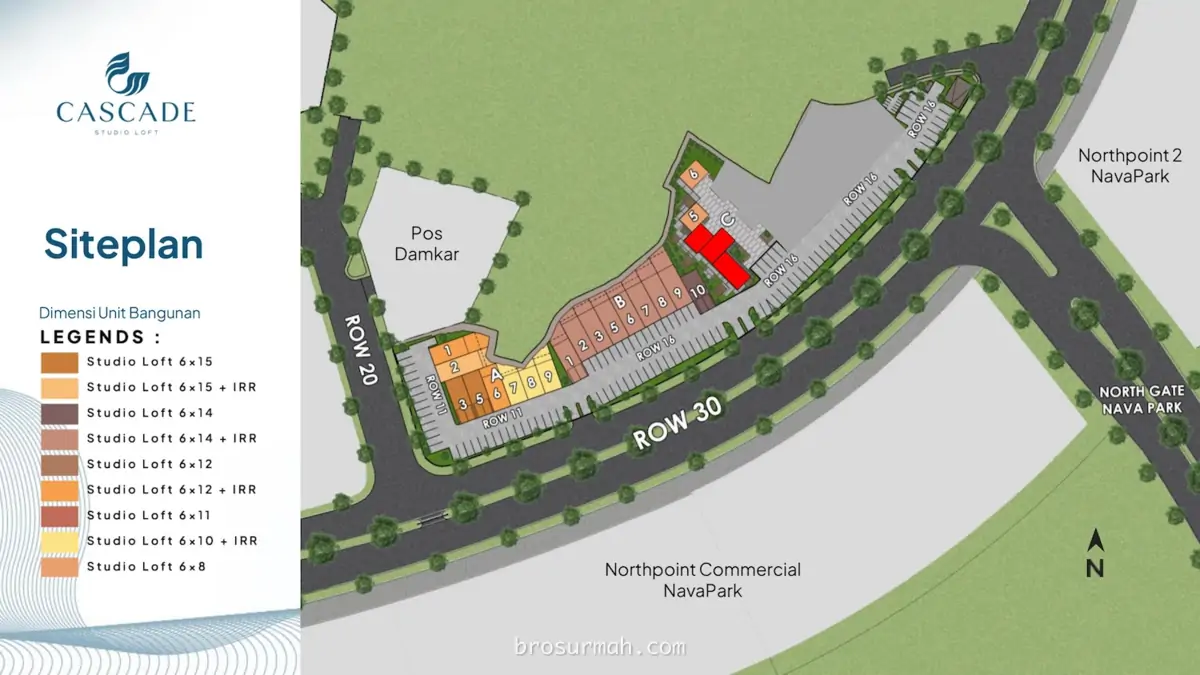 CASCADE
STUDIO LOFT
Siteplan
Dimensi Unit Bangunan
LEGENDS :
Studio Loft 6×15
Studio Loft 6×15 + IRR
Studio Loft 6×14
Studio Loft 6×14 + IRR
Studio Loft 6×12
Studio Loft 6×12 + IRR
Studio Loft 6×11
Studio Loft 6×10 + IRR
Studio Loft 6×8
Pos
Damkar
Northpoint 2
NavaPark
ROW 16
ROW 16
ROW 16
ROW 16
6
5
C
B
1
2
3
5
6
7
8
9
10
A
1
2
3
5
6
7
8
9
ROW 20
ROW 11
ROW 11
ROW 30
NORTH GATE
NAVA PARK
N
Northpoint Commercial
NavaPark
brosurmah.com